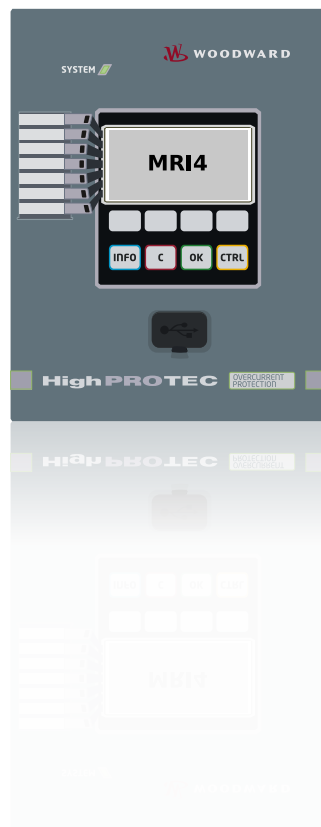 WOODWARD
SYSTEM
MRI4
INFO C OK CTRL
HighPROTEC
OVERCURRENT
PROTECTION